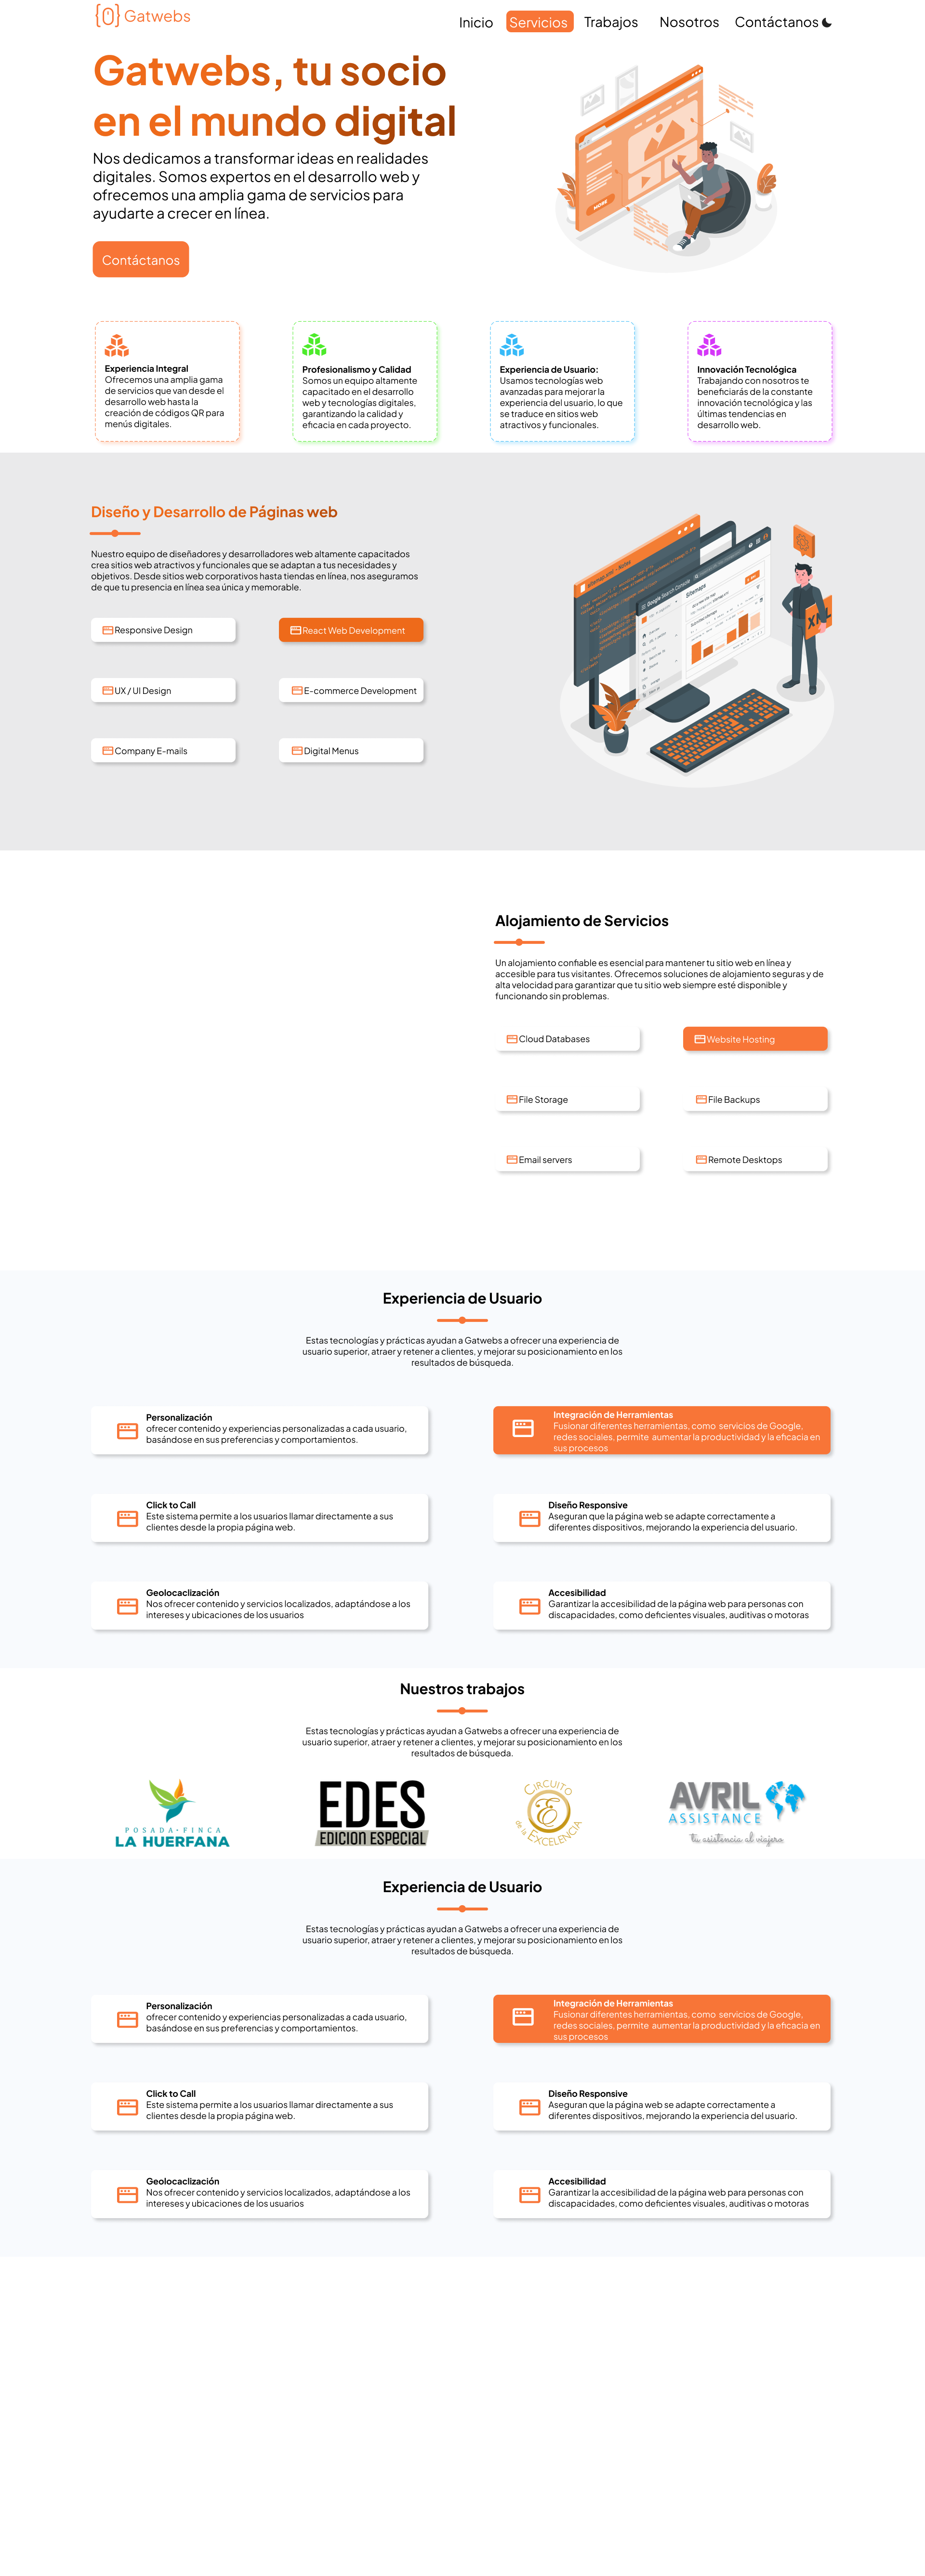 Gatwebs
Inicio
Servicios
Trabajos
Nosotros
Contáctanos
Gatwebs, tu socio
en el mundo digital
Nos dedicamos a transformar ideas en realidades
digitales. Somos expertos en el desarrollo web y
ofrecemos una amplia gama de servicios para
ayudarte a crecer en línea.
Contáctanos
HOME
Experiencia Integral
Ofrecemos una amplia gama
de servicios que van desde el
desarrollo web hasta la
creación de códigos QR para
menús digitales.
Profesionalismo y Calidad
Somos un equipo altamente
capacitado en el desarrollo
web y tecnologías digitales,
garantizando la calidad y
eficacia en cada proyecto.
Experiencia de Usuario:
Usamos tecnologías web
avanzadas para mejorar la
experiencia del usuario, lo que
se traduce en sitios web
atractivos y funcionales.
Innovación Tecnológica
Trabajando con nosotros te
beneficiarás de la constante
innovación tecnológica y las
últimas tendencias en
desarrollo web.
Diseño y Desarrollo de Páginas web
Nuestro equipo de diseñadores y desarrolladores web altamente capacitados
crea sitios web atractivos y funcionales que se adaptan a tus necesidades y
objetivos. Desde sitios web corporativos hasta tiendas en línea, nos aseguramos
de que tu presencia en línea sea única y memorable.
Responsive Design
React Web Development
UX / UI Design
E-commerce Development
Company E-mails
Digital Menus
sitemap.xml - Notes
Google Search Console
Sitemaps
Alojamiento de Servicios
Un alojamiento confiable es esencial para mantener tu sitio web en línea y
accesible para tus visitantes. Ofrecemos soluciones de alojamiento seguras y de
alta velocidad para garantizar que tu sitio web siempre esté disponible y
funcionando sin problemas.
Cloud Databases
Website Hosting
File Storage
File Backups
Email servers
Remote Desktops
Experiencia de Usuario
Estas tecnologías y prácticas ayudan a Gatwebs a ofrecer una experiencia de
usuario superior, atraer y retener a clientes, y mejorar su posicionamiento en los
resultados de búsqueda.
Personalización
ofrecer contenido y experiencias personalizadas a cada usuario,
basándose en sus preferencias y comportamientos.
Integración de Herramientas
Fusionar diferentes herramientas, como servicios de Google,
redes sociales, permite aumentar la productividad y la eficacia en
sus procesos
Click to Call
Este sistema permite a los usuarios llamar directamente a sus
clientes desde la propia página web.
Diseño Responsive
Aseguran que la página web se adapte correctamente a
diferentes dispositivos, mejorando la experiencia del usuario.
Geolocaclización
Nos ofrecer contenido y servicios localizados, adaptándose a los
intereses y ubicaciones de los usuarios
Accesibilidad
Garantizar la accesibilidad de la página web para personas con
discapacidades, como deficientes visuales, auditivas o motoras
Nuestros trabajos
Estas tecnologías y prácticas ayudan a Gatwebs a ofrecer una experiencia de
usuario superior, atraer y retener a clientes, y mejorar su posicionamiento en los
resultados de búsqueda.
POSADA·FINCA
LA HUERFANA
EDES
EDICION ESPECIAL
CIRCUITO
de la EXCELENCIA
AVRIL
ASSISTANCE
tu asistencia al viajero
Experiencia de Usuario
Estas tecnologías y prácticas ayudan a Gatwebs a ofrecer una experiencia de
usuario superior, atraer y retener a clientes, y mejorar su posicionamiento en los
resultados de búsqueda.
Personalización
ofrecer contenido y experiencias personalizadas a cada usuario,
basándose en sus preferencias y comportamientos.
Integración de Herramientas
Fusionar diferentes herramientas, como servicios de Google,
redes sociales, permite aumentar la productividad y la eficacia en
sus procesos
Click to Call
Este sistema permite a los usuarios llamar directamente a sus
clientes desde la propia página web.
Diseño Responsive
Aseguran que la página web se adapte correctamente a
diferentes dispositivos, mejorando la experiencia del usuario.
Geolocaclización
Nos ofrecer contenido y servicios localizados, adaptándose a los
intereses y ubicaciones de los usuarios
Accesibilidad
Garantizar la accesibilidad de la página web para personas con
discapacidades, como deficientes visuales, auditivas o motoras